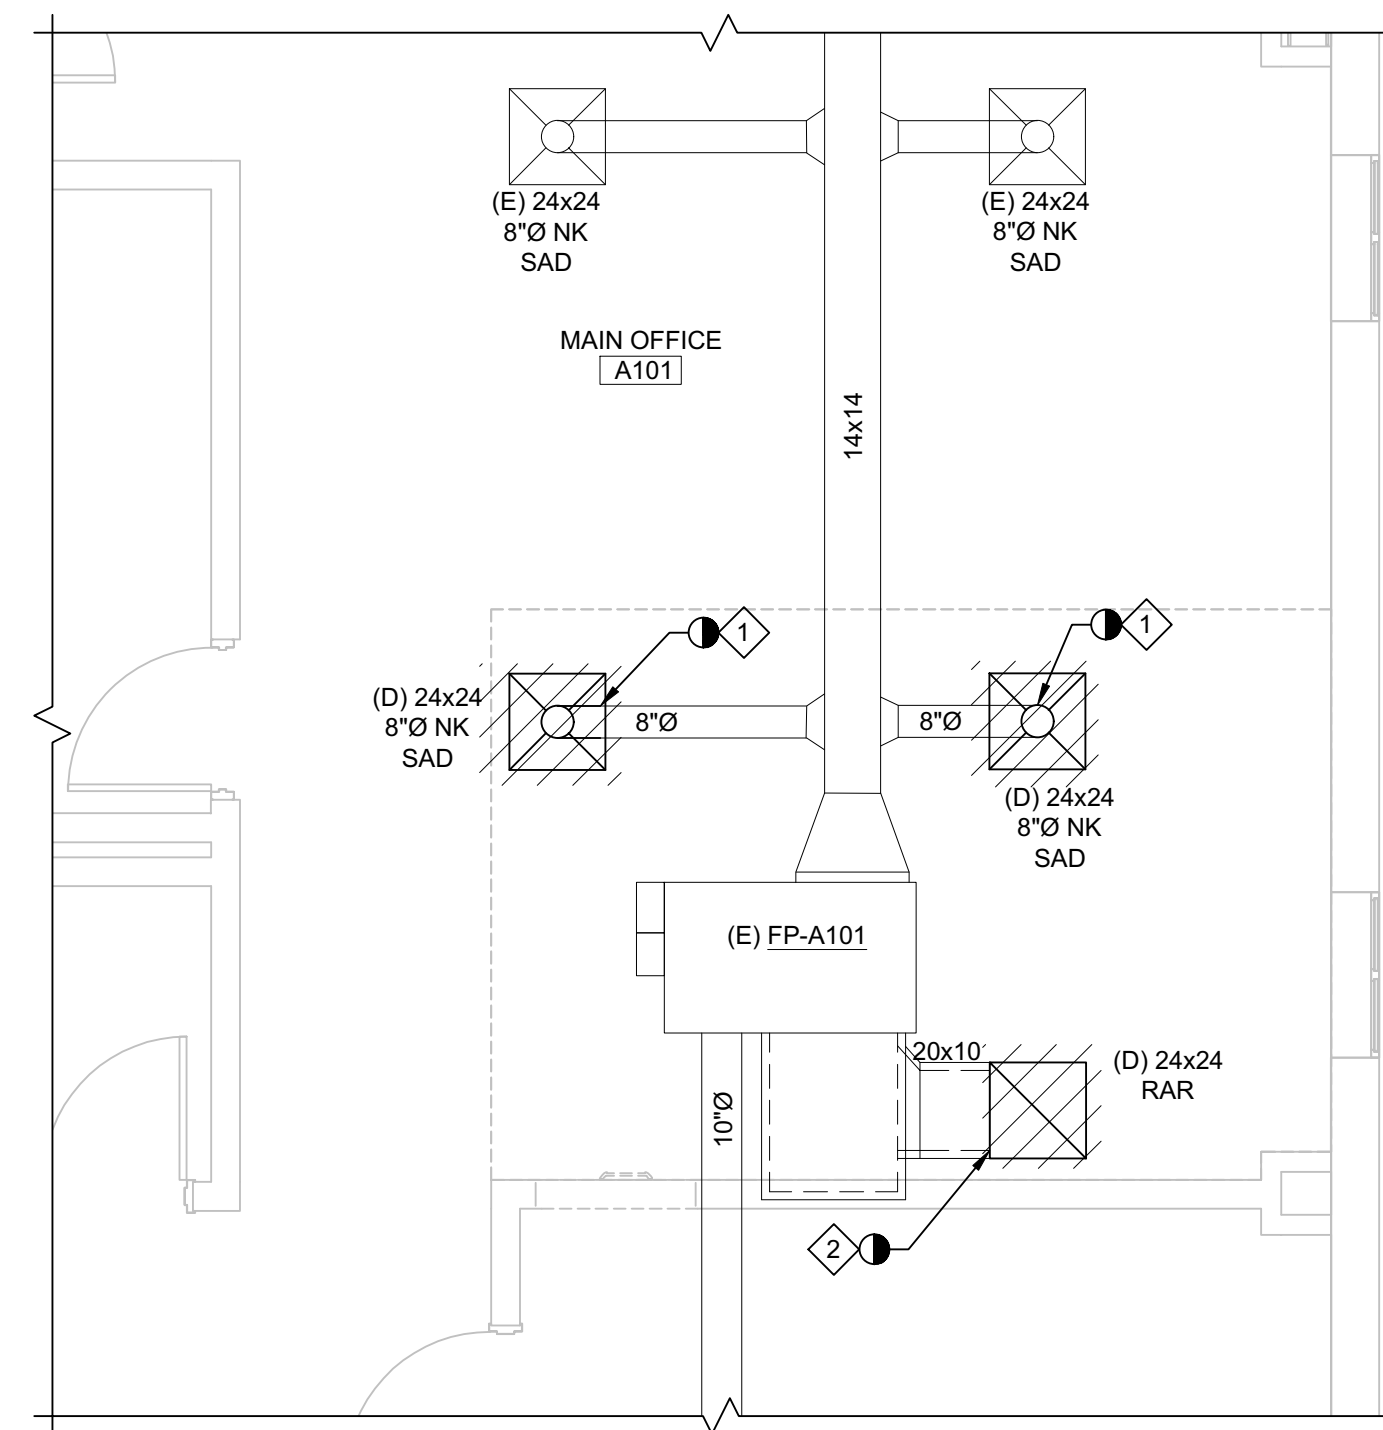 (E) 24x24
8"Ø NK
SAD
(E) 24x24
8"Ø NK
SAD
MAIN OFFICE
A101
14x14
1
1
(D) 24x24
8"Ø NK
SAD
8"Ø
8"Ø
(D) 24x24
8"Ø NK
SAD
(E) FP-A101
20x10
(D) 24x24
RAR
10"Ø
2